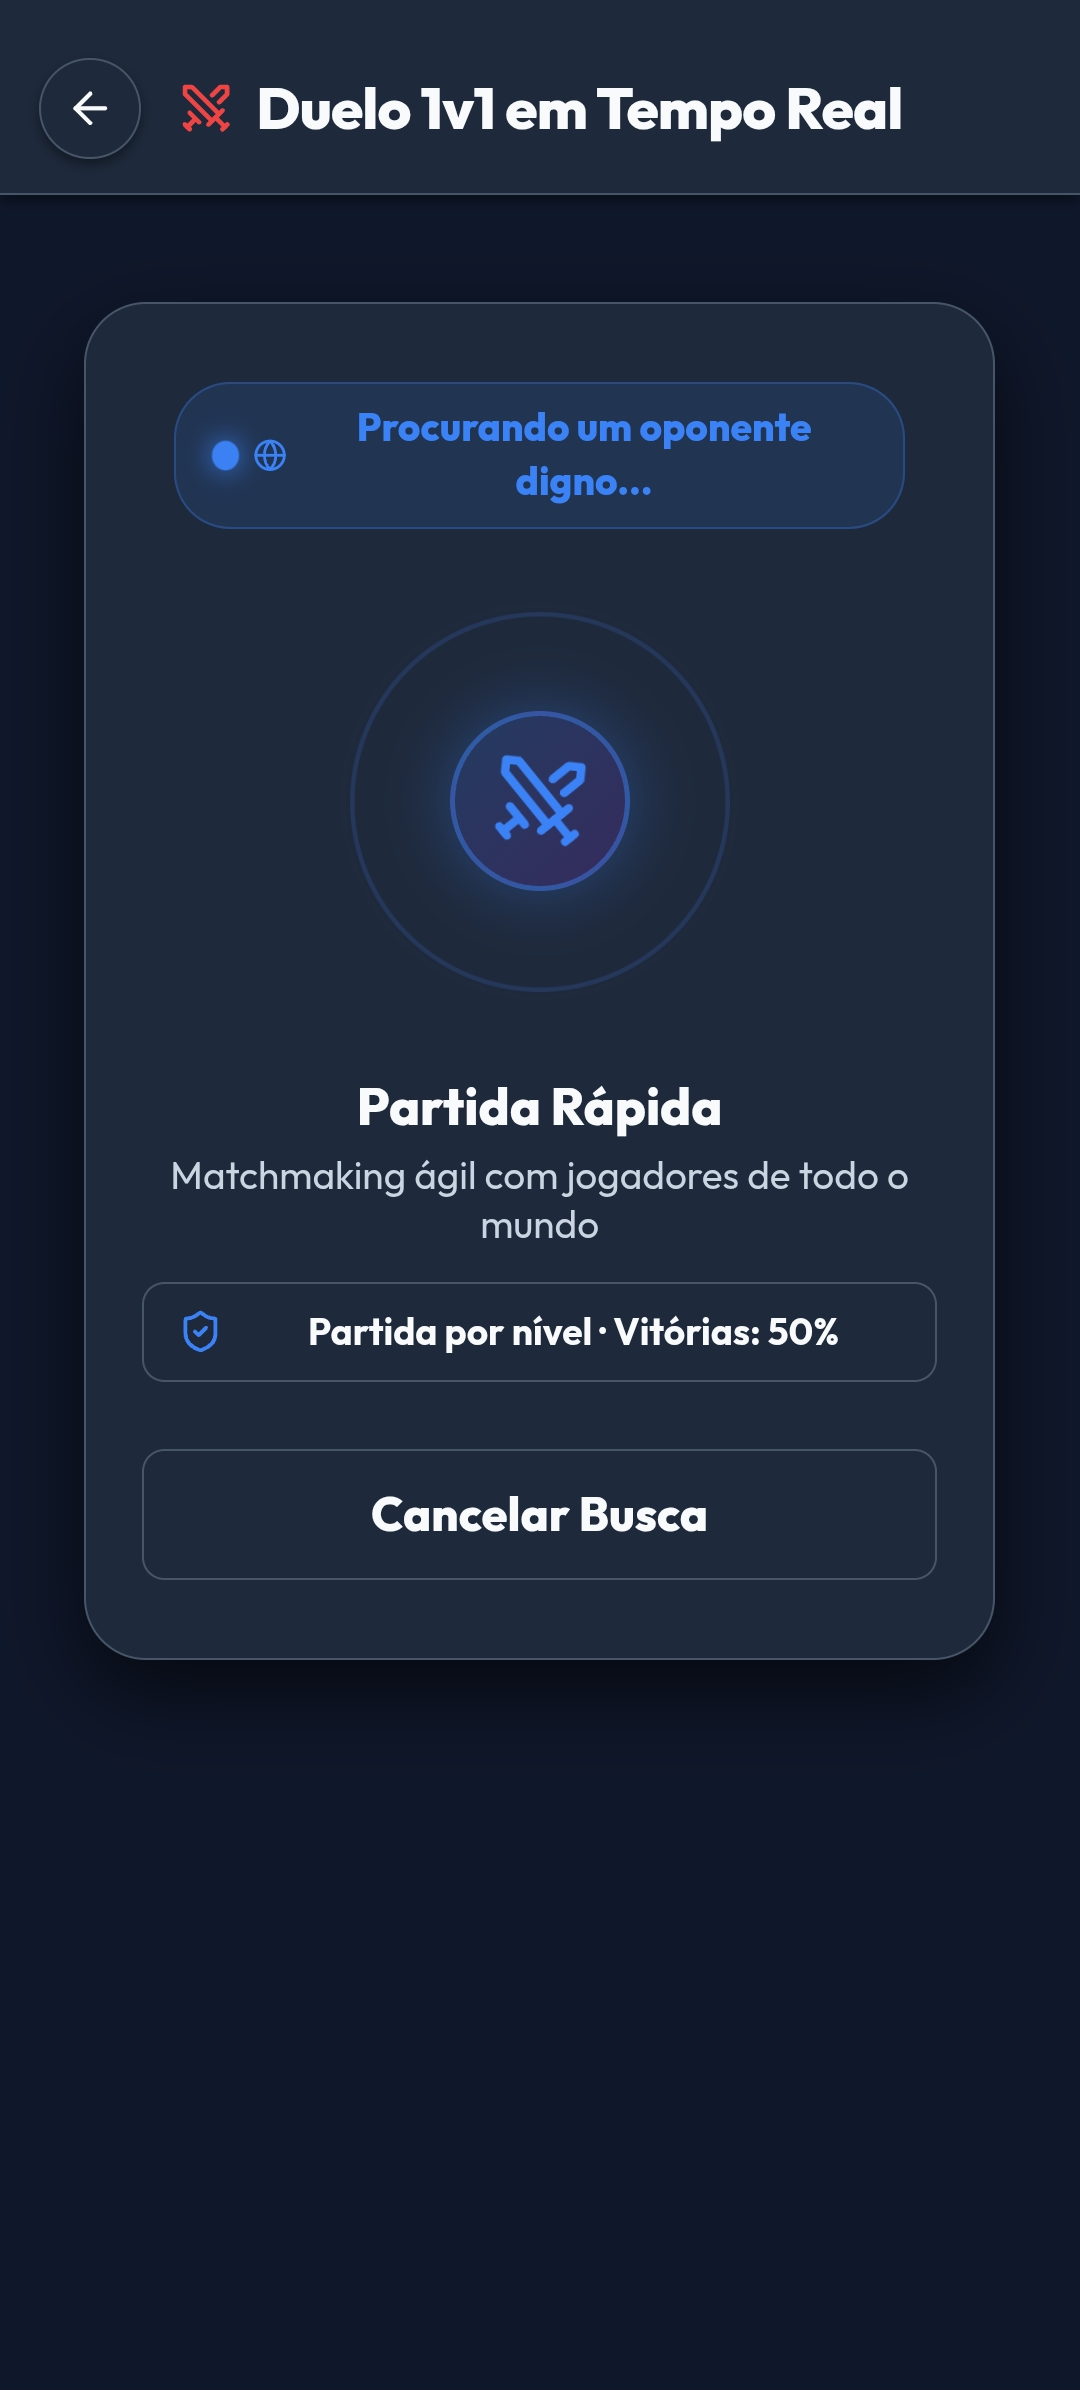 Duelo 1v1 em Tempo Real
Procurando um oponente
digno...
Partida Rápida
Matchmaking ágil com jogadores de todo o
mundo
Partida por nível · Vitórias: 50%
Cancelar Busca